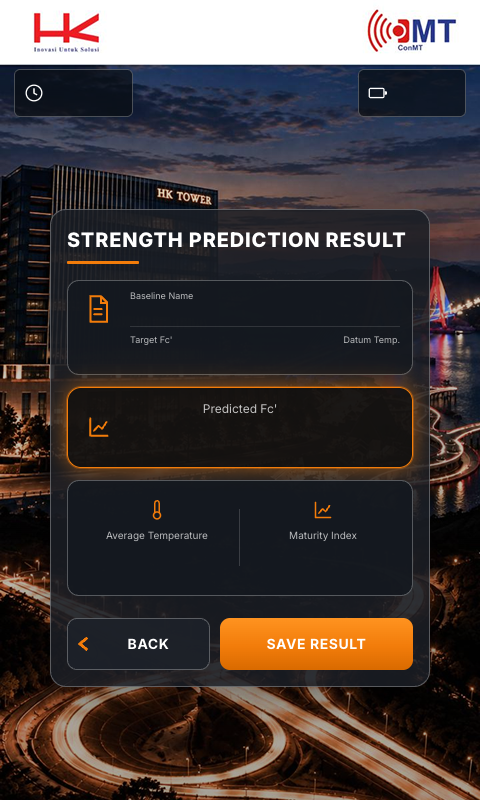 HK
Inovasi Untuk Solusi
MT
ConMT
HK TOWER
STRENGTH PREDICTION RESULT
Baseline Name
Target Fc'
Datum Temp.
Predicted Fc'
Average Temperature
Maturity Index
BACK
SAVE RESULT